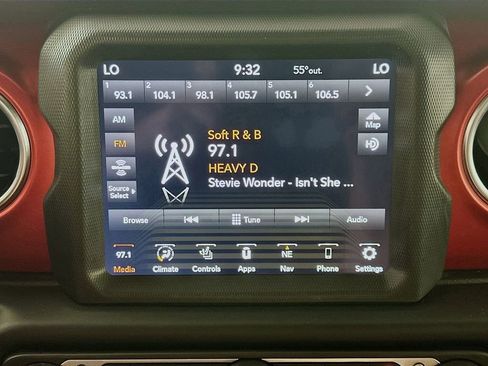 LO 9:32 55°out. LO
1 2 3 4 5 6
93.1 104.1 98.1 105.7 105.1 106.5
AM
FM
Source
Select
Soft R & B
97.1
HEAVY D
Stevie Wonder - Isn't She ...
Map
HD
Browse Tune Audio
97.1 NE
Media Climate Controls Apps Nav Phone Settings